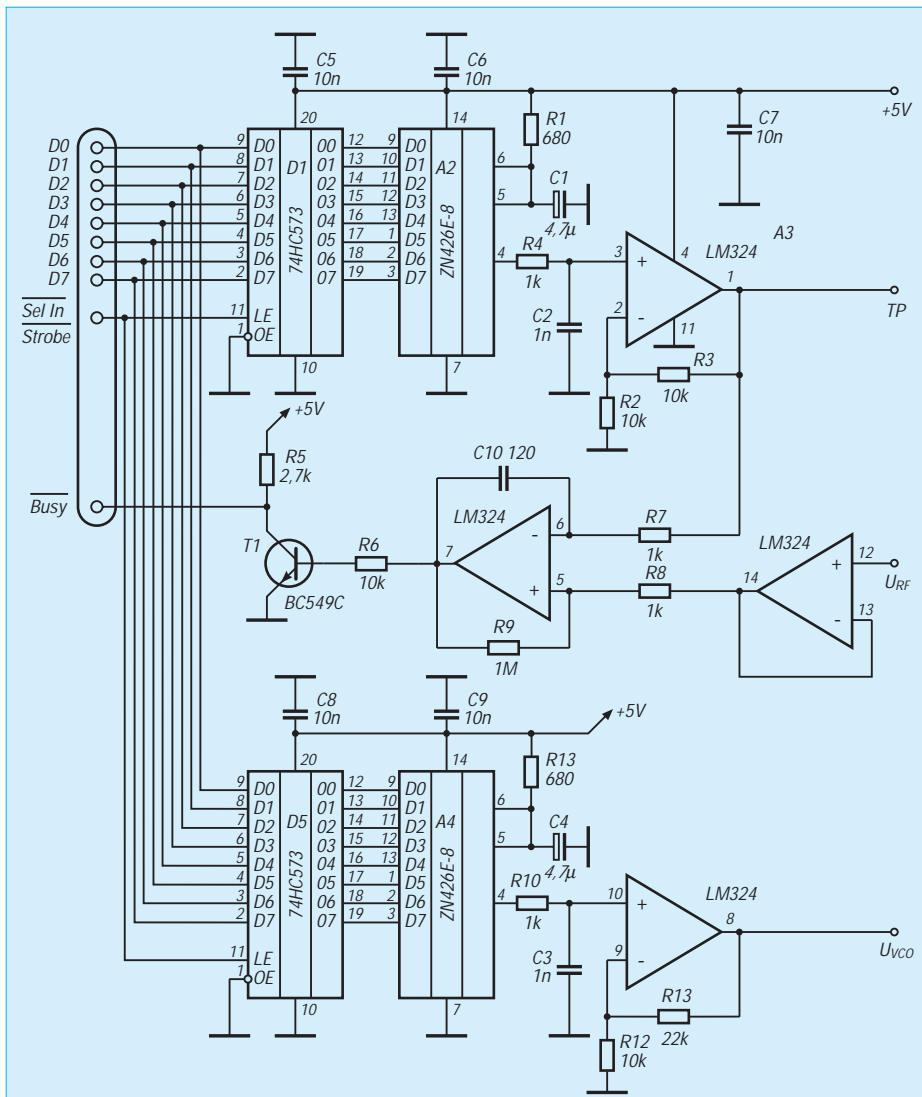 C5
10n
C6
10n
20
14
R1
680
C7
10n
+5V
D0
D1
D2
D3
D4
D5
D6
D7
Sel In
Strobe
9
8
7
6
5
4
3
2
11
1
D0
D1
D2
D3
D4
D5
D6
D7
LE
OE
D1
74HC573
00
01
02
03
04
05
06
07
12
13
14
15
16
17
18
19
9
10
11
12
13
1
2
3
D0
D1
D2
D3
D4
D5
D6
D7
A2
ZN426E-8
6
5
4
C1
4,7µ
R4
1k
C2
1n
10
7
A3
LM324
3
+
2
-
4
11
1
TP
R3
10k
R2
10k
+5V
R5
2,7k
Busy
T1
BC549C
R6
10k
C10 120
LM324
7
6
-
5
+
R9
1M
R7
1k
R8
1k
LM324
14
+
12
-
13
URF
C8
10n
C9
10n
+5V
20
14
R13
680
9
8
7
6
5
4
3
2
11
1
D0
D1
D2
D3
D4
D5
D6
D7
LE
OE
D5
74HC573
00
01
02
03
04
05
06
07
12
13
14
15
16
17
18
19
9
10
11
12
13
1
2
3
D0
D1
D2
D3
D4
D5
D6
D7
A4
ZN426E-8
6
5
4
C4
4,7µ
R10
1k
C3
1n
10
7
LM324
10
+
9
-
8
UVCO
R13
22k
R12
10k